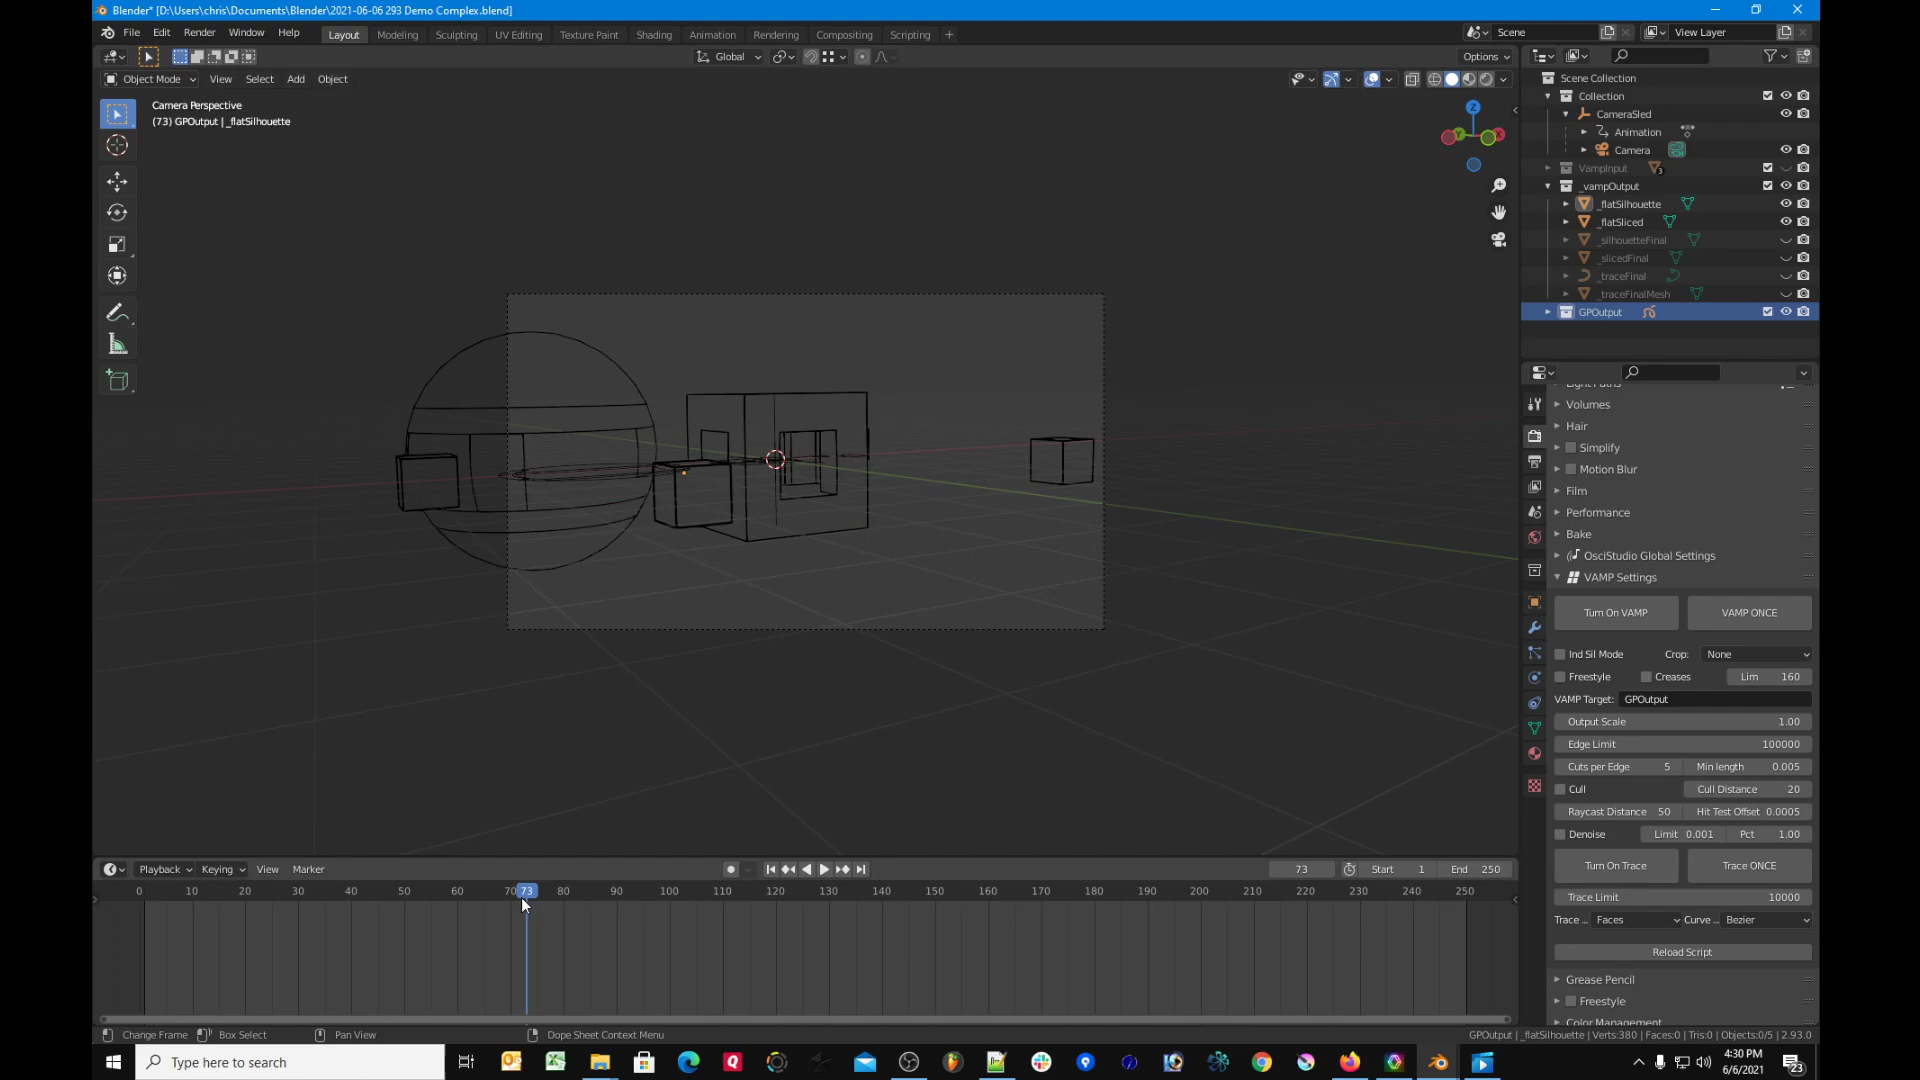 Blender* [D:\Users\chris\Documents\Blender\2021-06-06 293 Demo Complex.blend]
File Edit Render Window Help Layout Modeling Sculpting UV Editing Texture Paint Shading Animation Rendering Compositing Scripting + Scene View Layer
Global Options
Object Mode View Select Add Object
Camera Perspective
(73) GPOutput | _flatSilhouette
Z
Y X
Scene Collection
Collection
CameraSled
Animation
Camera
VampInput 3
_vampOutput
_flatSilhouette
_flatSliced
_silhouetteFinal
_slicedFinal
_traceFinal
_traceFinalMesh
GPOutput
Volumes
Hair
Simplify
Motion Blur
Film
Performance
Bake
OsciStudio Global Settings
VAMP Settings
Turn On VAMP VAMP ONCE
Ind Sil Mode Crop: None
Freestyle Creases Lim 160
VAMP Target: GPOutput
Output Scale 1.00
Edge Limit 100000
Cuts per Edge 5 Min length 0.005
Cull Cull Distance 20
Raycast Distance 50 Hit Test Offset 0.0005
Denoise Limit 0.001 Pct 1.00
Turn On Trace Trace ONCE
Trace Limit 10000
Trace ... Faces Curve ... Bezier
Reload Script
Grease Pencil
Freestyle
Color Management
Playback Keying View Marker 73 Start 1 End 250
0 10 20 30 40 50 60 70 73 80 90 100 110 120 130 140 150 160 170 180 190 200 210 220 230 240 250
Change Frame Box Select Pan View Dope Sheet Context Menu GPOutput | _flatSilhouette | Verts:380 | Faces:0 | Tris:0 | Objects:0/5 | 2.93.0
Type here to search
4:30 PM
6/6/2021
23